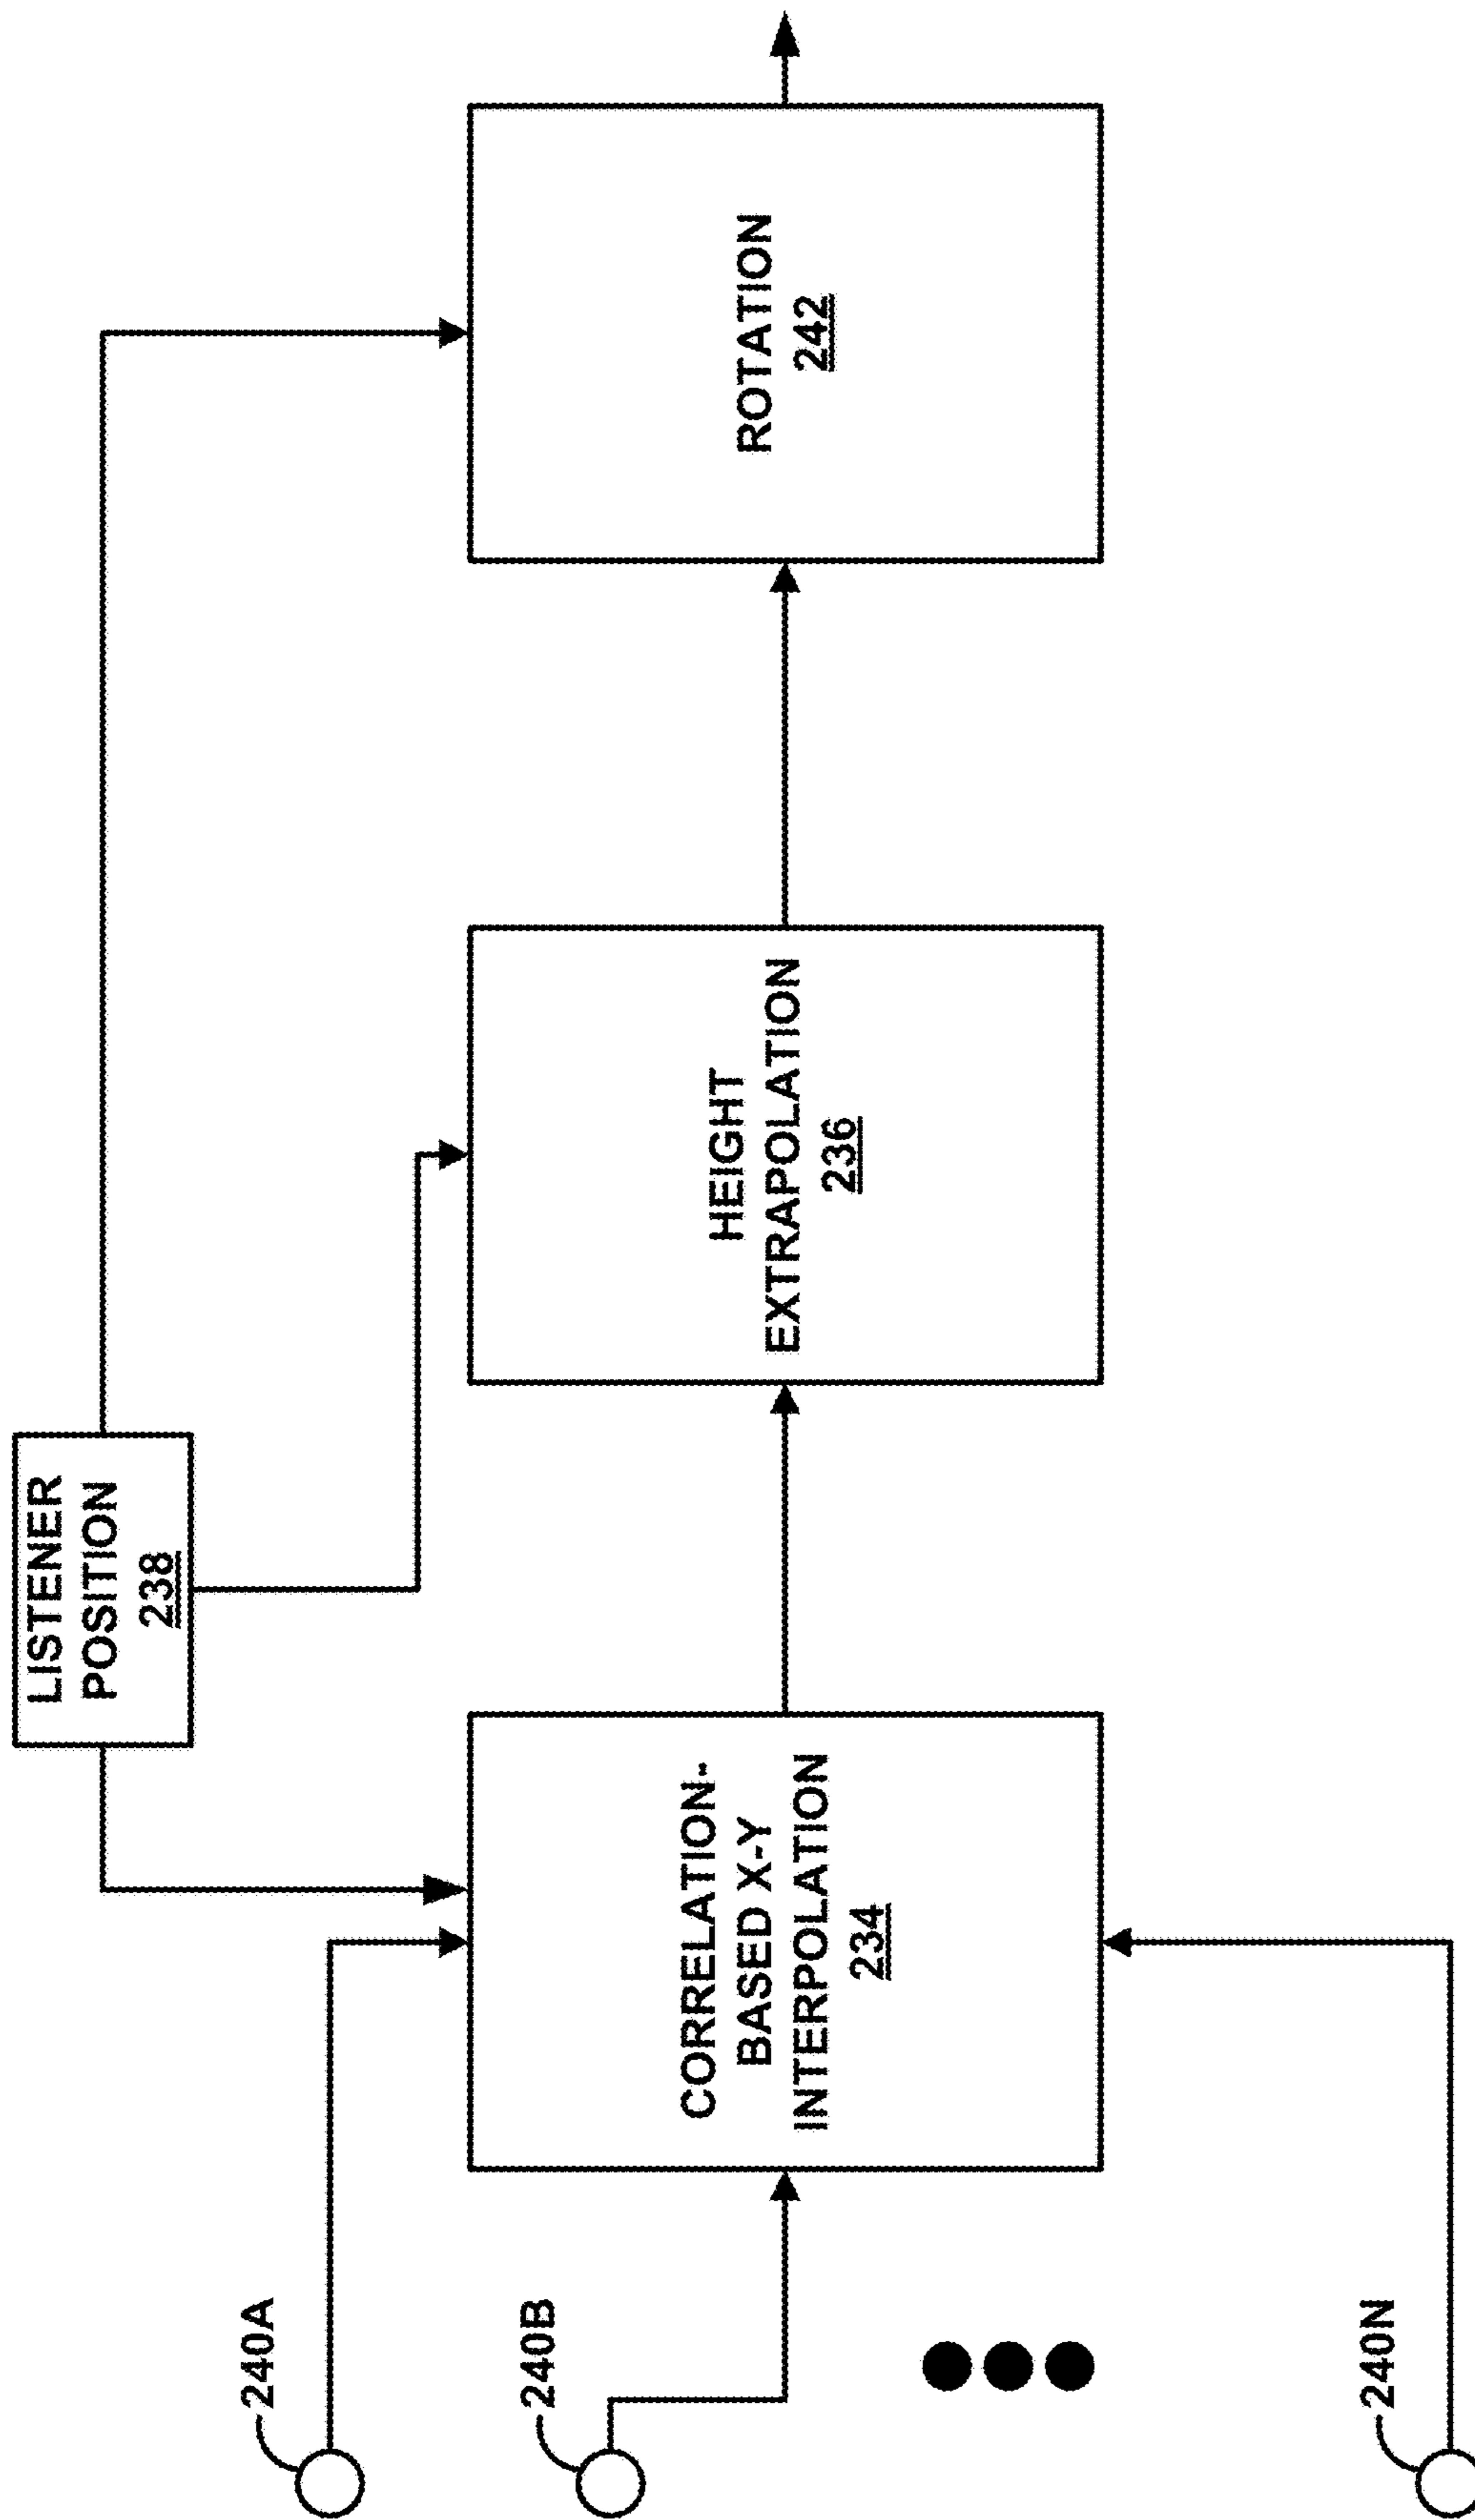 LISTENER
POSITION
238
240A
240B
240N
CORRELATION-
BASED X-Y
INTERPOLATION
234
HEIGHT
EXTRAPOLATION
236
ROTATION
242